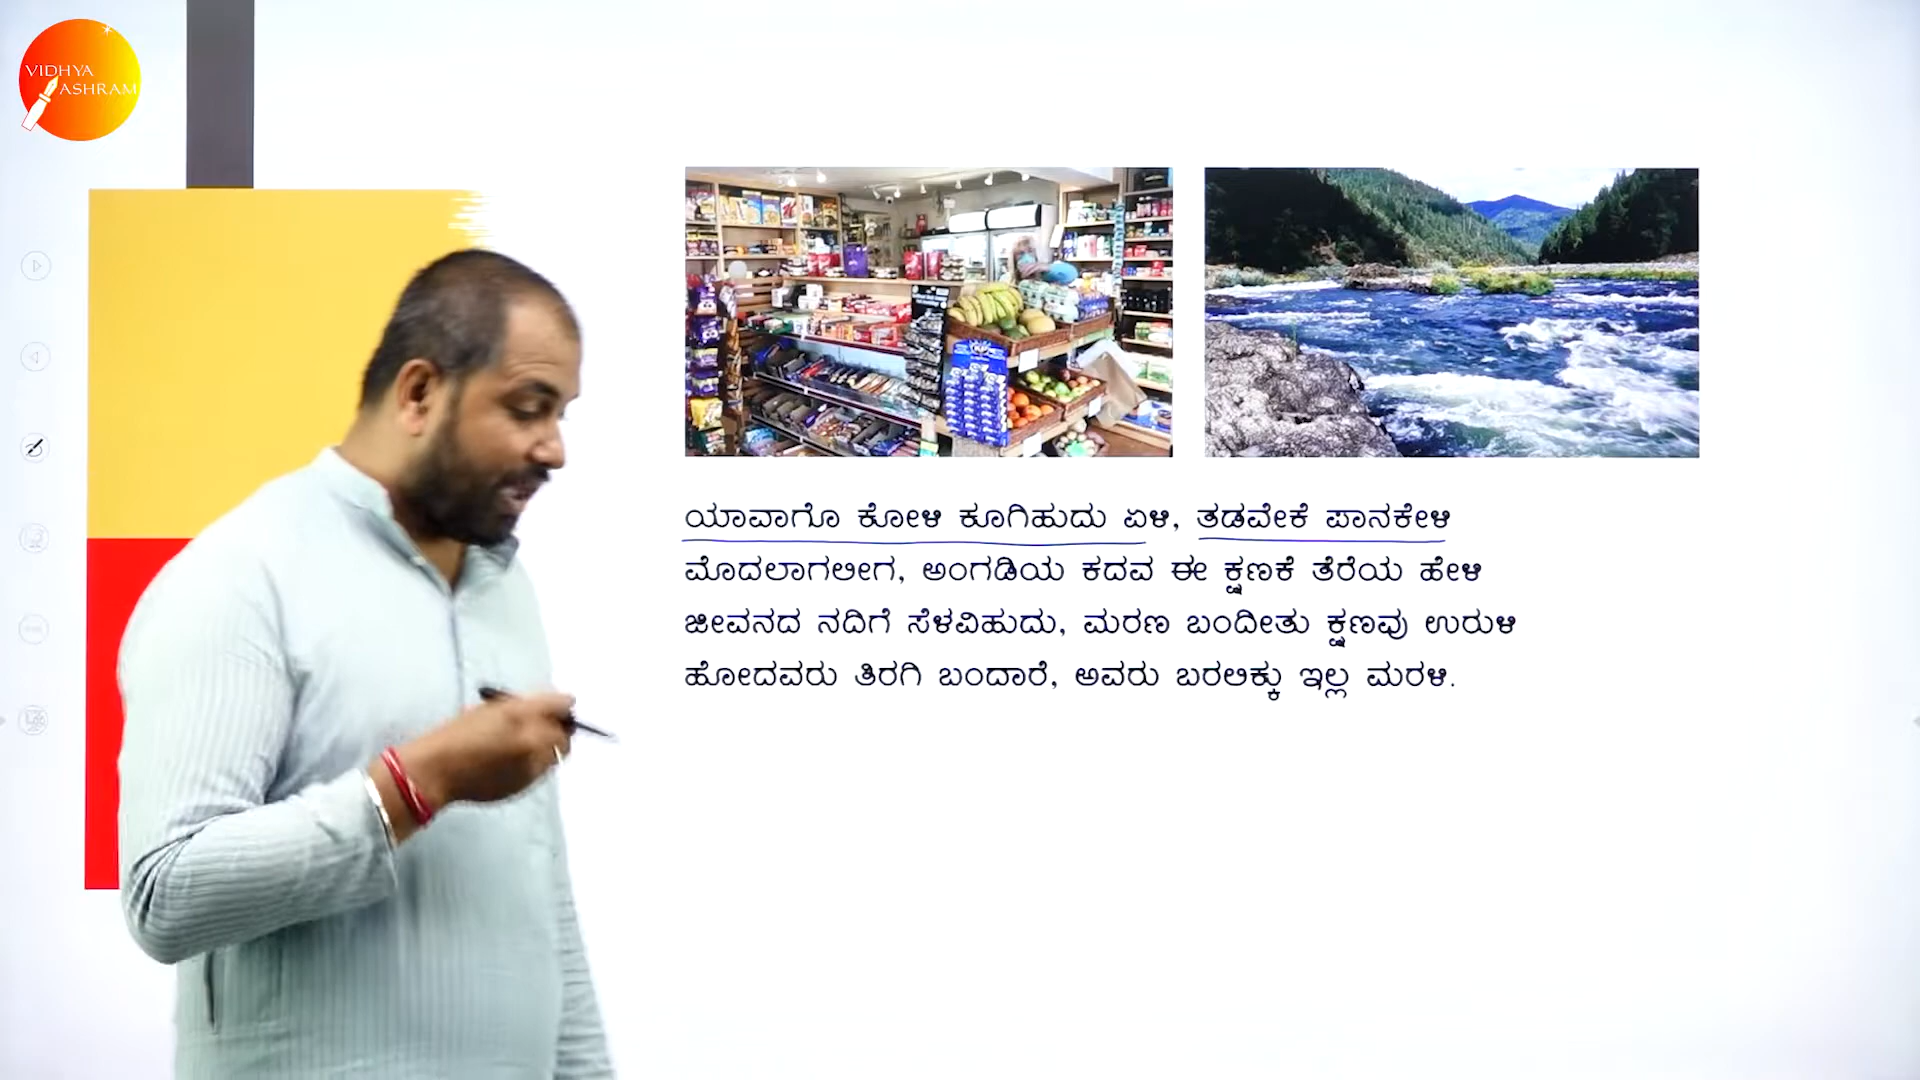 VIDHYA
ASHRAM
ಯಾವಾಗೊ ಕೋಳಿ ಕೂಗಿಹುದು ಏಳಿ, ತಡವೇಕೆ ಪಾನಕೇಳಿ
ಮೊದಲಾಗಲೀಗ, ಅಂಗಡಿಯ ಕದವ ಈ ಕ್ಷಣಕೆ ತೆರೆಯ ಹೇಳಿ
ಜೀವನದ ನದಿಗೆ ಸೆಳವಿಹುದು, ಮರಣ ಬಂದೀತು ಕ್ಷಣವು ಉರುಳಿ
ಹೋದವರು ತಿರಗಿ ಬಂದಾರೆ, ಅವರು ಬರಲಿಕ್ಕು ಇಲ್ಲ ಮರಳಿ.